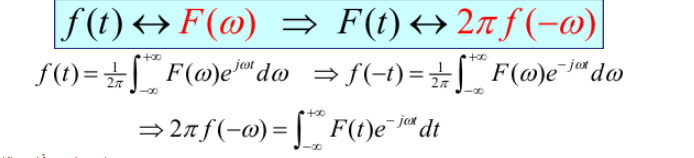 f(t) ↔ F(ω) ⇒ F(t) ↔ 2πf(−ω)
f(t) = 1/2π ∫_{−∞}^{+∞} F(ω)e^{jωt}dω ⇒ f(−t) = 1/2π ∫_{−∞}^{+∞} F(ω)e^{−jωt}dω
⇒ 2πf(−ω) = ∫_{−∞}^{+∞} F(t)e^{−jωt}dt